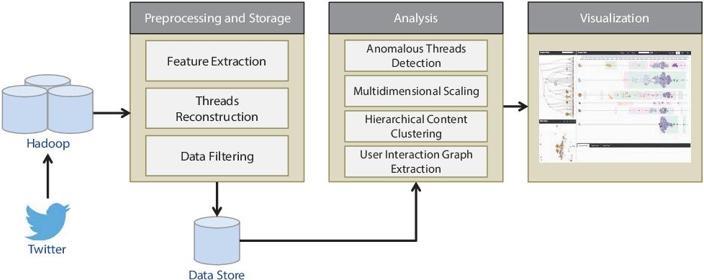 Preprocessing and Storage
Feature Extraction
Threads
Reconstruction
Data Filtering
Analysis
Anomalous Threads
Detection
Multidimensional Scaling
Hierarchical Content
Clustering
User Interaction Graph
Extraction
Visualization
Hadoop
Twitter
Data Store